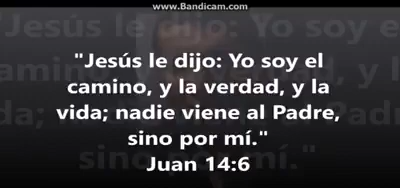 www.Bandicam.com
"Jesús le dijo: Yo soy el
camino, y la verdad, y la
vida; nadie viene al Padre,
sino por mí."
Juan 14:6